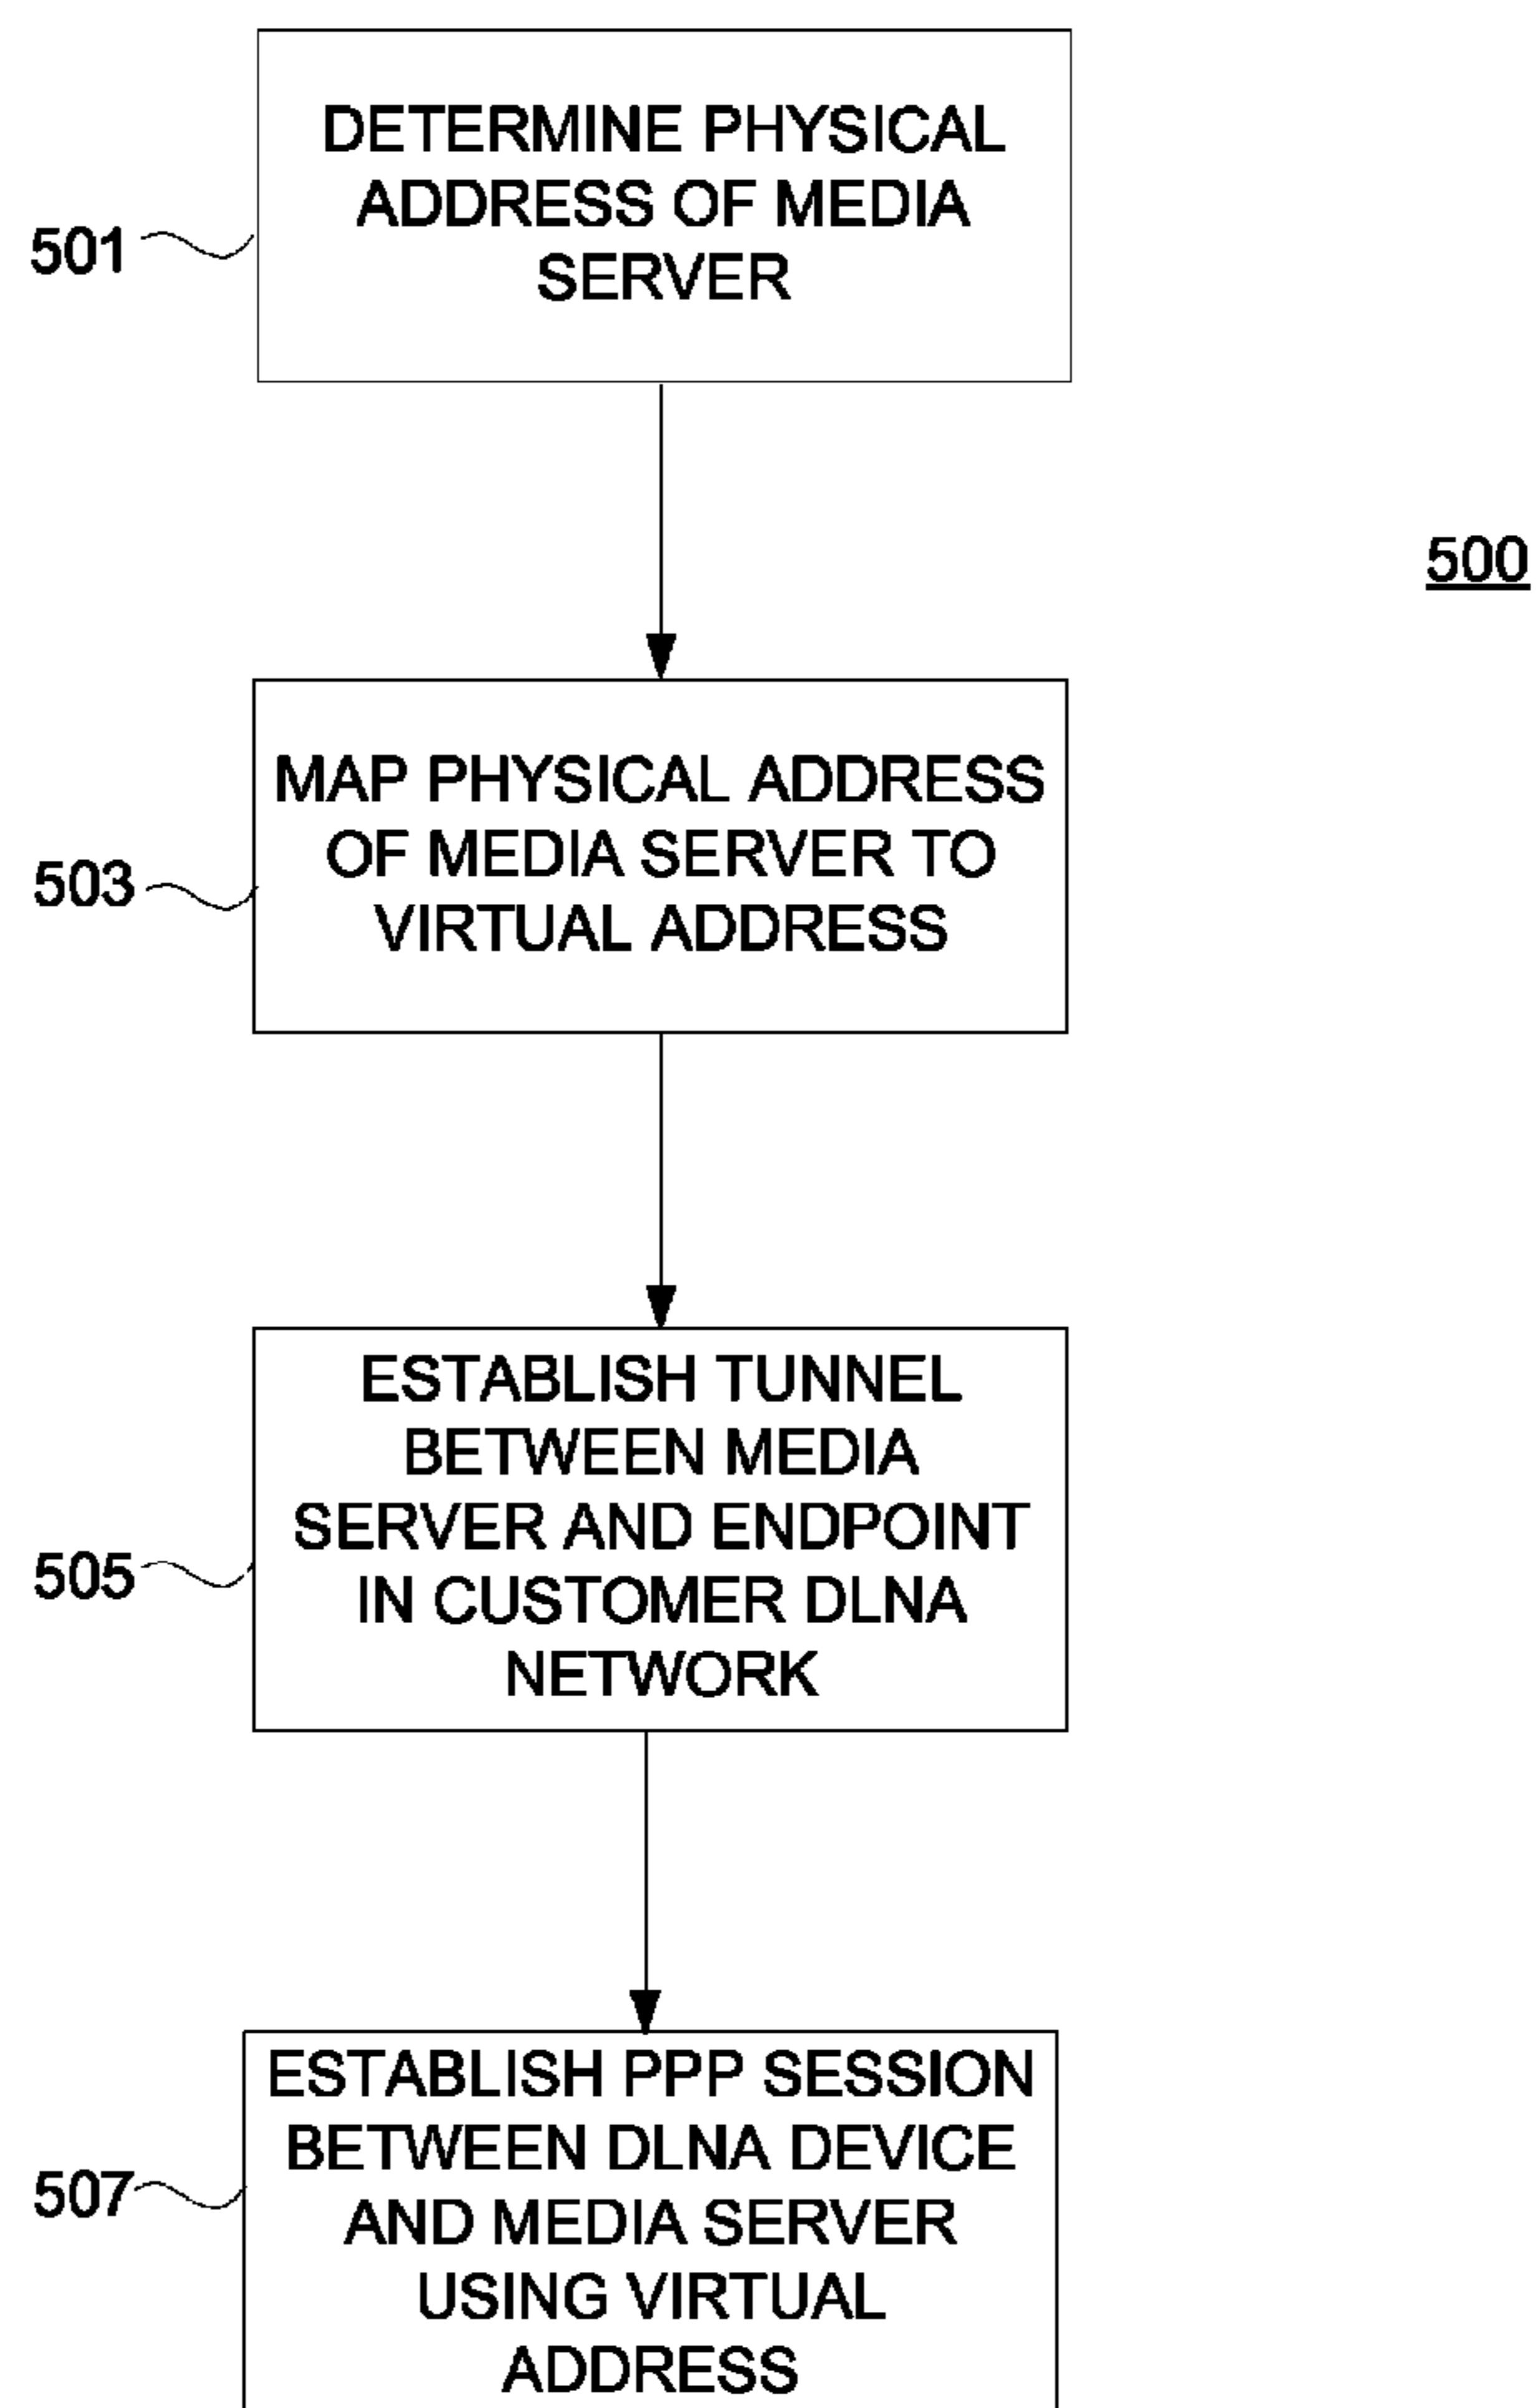 DETERMINE PHYSICAL
ADDRESS OF MEDIA
SERVER
501
500
MAP PHYSICAL ADDRESS
OF MEDIA SERVER TO
VIRTUAL ADDRESS
503
ESTABLISH TUNNEL
BETWEEN MEDIA
SERVER AND ENDPOINT
IN CUSTOMER DLNA
NETWORK
505
ESTABLISH PPP SESSION
BETWEEN DLNA DEVICE
AND MEDIA SERVER
USING VIRTUAL
ADDRESS
507